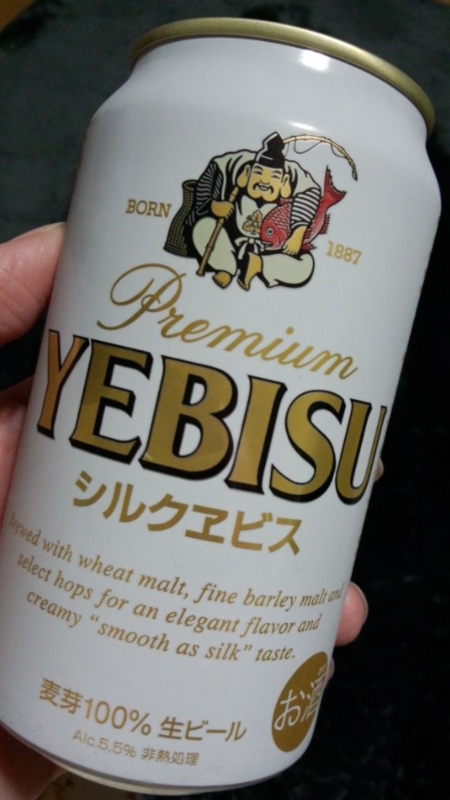 BORN 1887
Premium
YEBISU
シルクヱビス
Brewed with wheat malt, fine barley malt and
select hops for an elegant flavor and
creamy “smooth as silk” taste.
麦芽100% 生ビール
Alc.5.5% 非熱処理
お酒